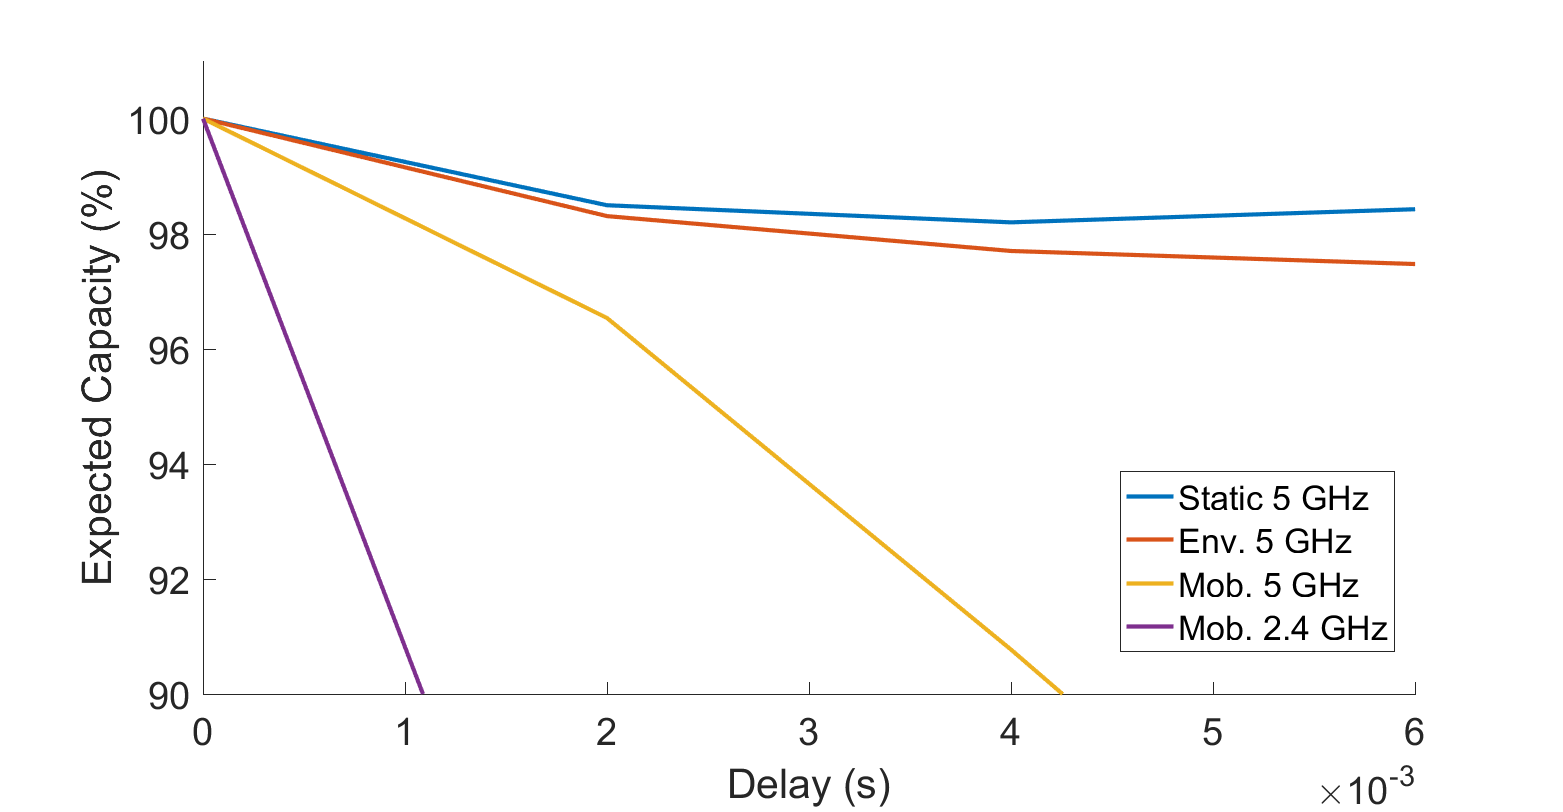 Expected Capacity (%)
100
98
96
94
92
90
0 1 2 3 4 5 6
Delay (s)
×10-3
Static 5 GHz
Env. 5 GHz
Mob. 5 GHz
Mob. 2.4 GHz